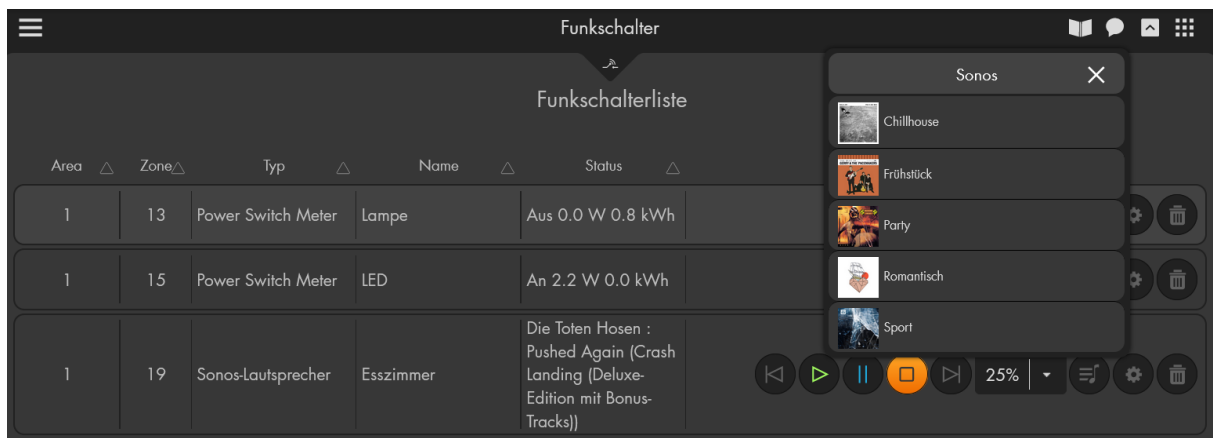 Funkschalter
Funkschalterliste
Sonos
Chillhouse
Frühstück
Party
Romantisch
Sport
Area Zone Typ Name Status
1 13 Power Switch Meter Lampe Aus 0.0 W 0.8 kWh
1 15 Power Switch Meter LED An 2.2 W 0.0 kWh
1 19 Sonos-Lautsprecher Esszimmer
Die Toten Hosen :
Pushed Again (Crash
Landing (Deluxe-
Edition mit Bonus-
Tracks))
25%